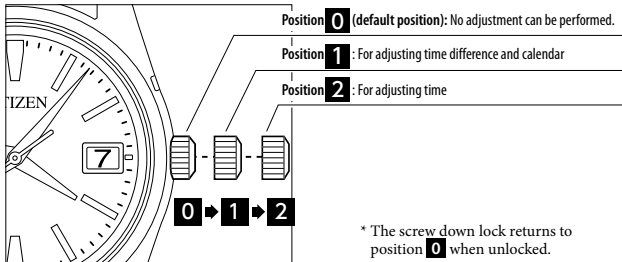 Position 0 (default position): No adjustment can be performed.
Position 1 : For adjusting time difference and calendar
Position 2 : For adjusting time
TIZEN
7
0 ➡ 1 ➡ 2
* The screw down lock returns to
position 0 when unlocked.